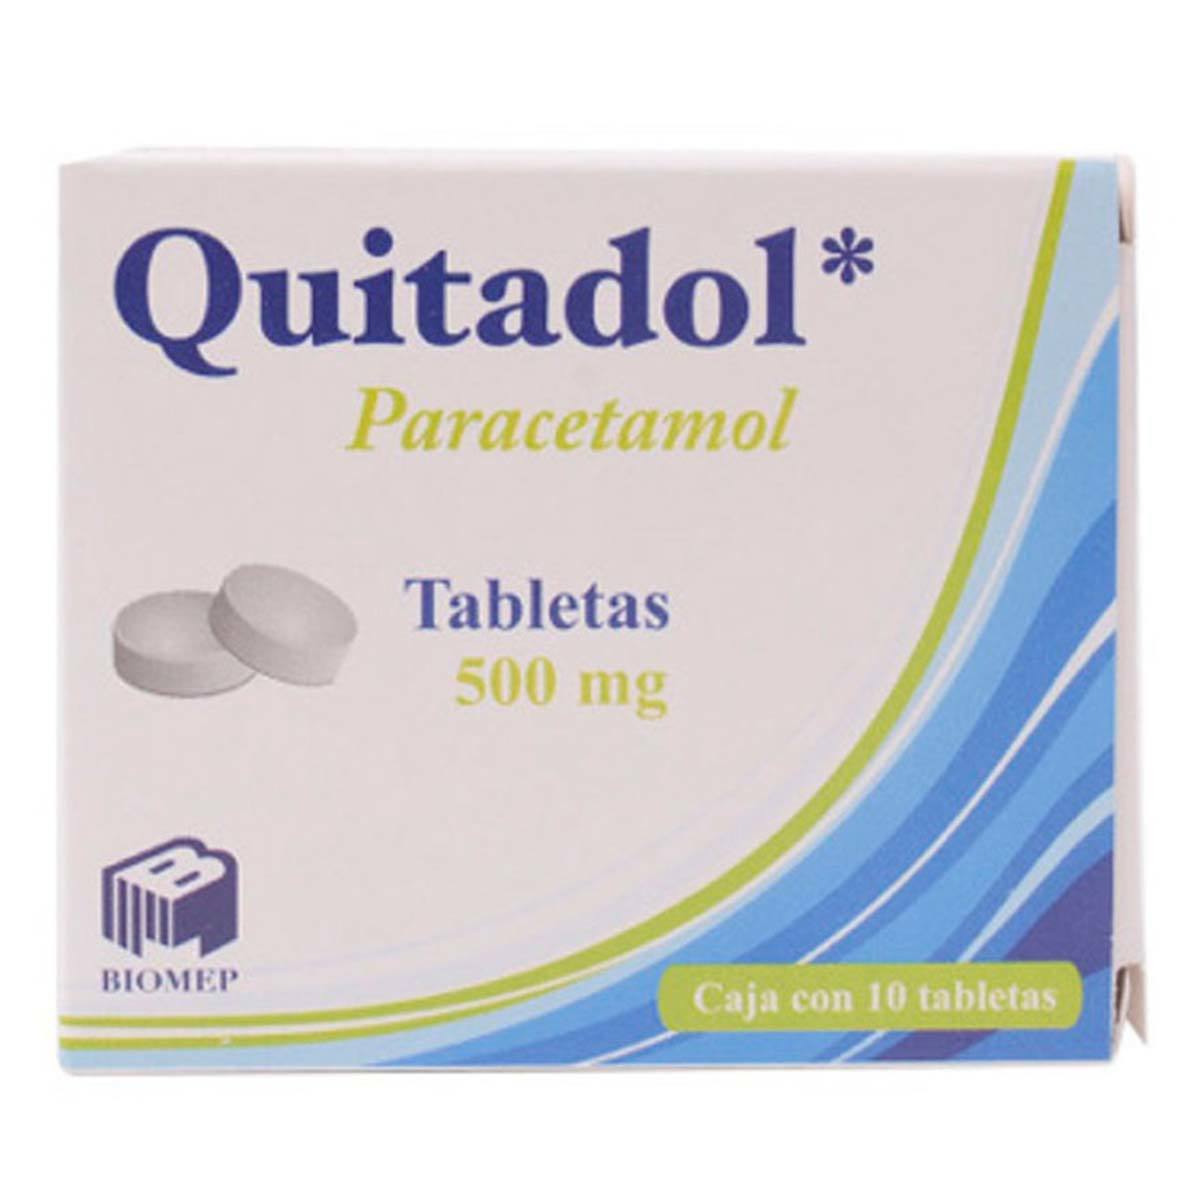 Quitadol*
Paracetamol
Tabletas
500 mg
BIOMEP
Caja con 10 tabletas